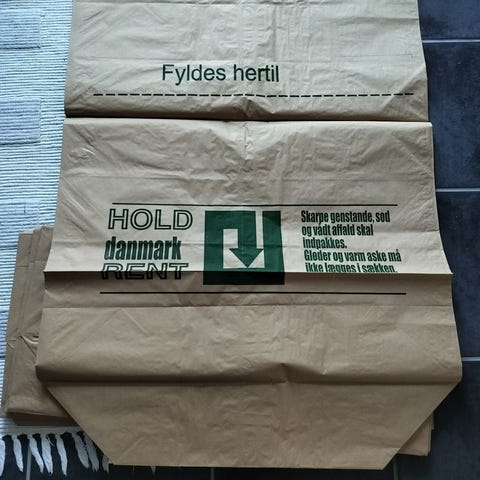 Fyldes hertil
HOLD
danmark
RENT
Skarpe genstande, sod
og vådt affald skal
indpakkes.
Gløder og varm aske må
ikke lægges i sækken.